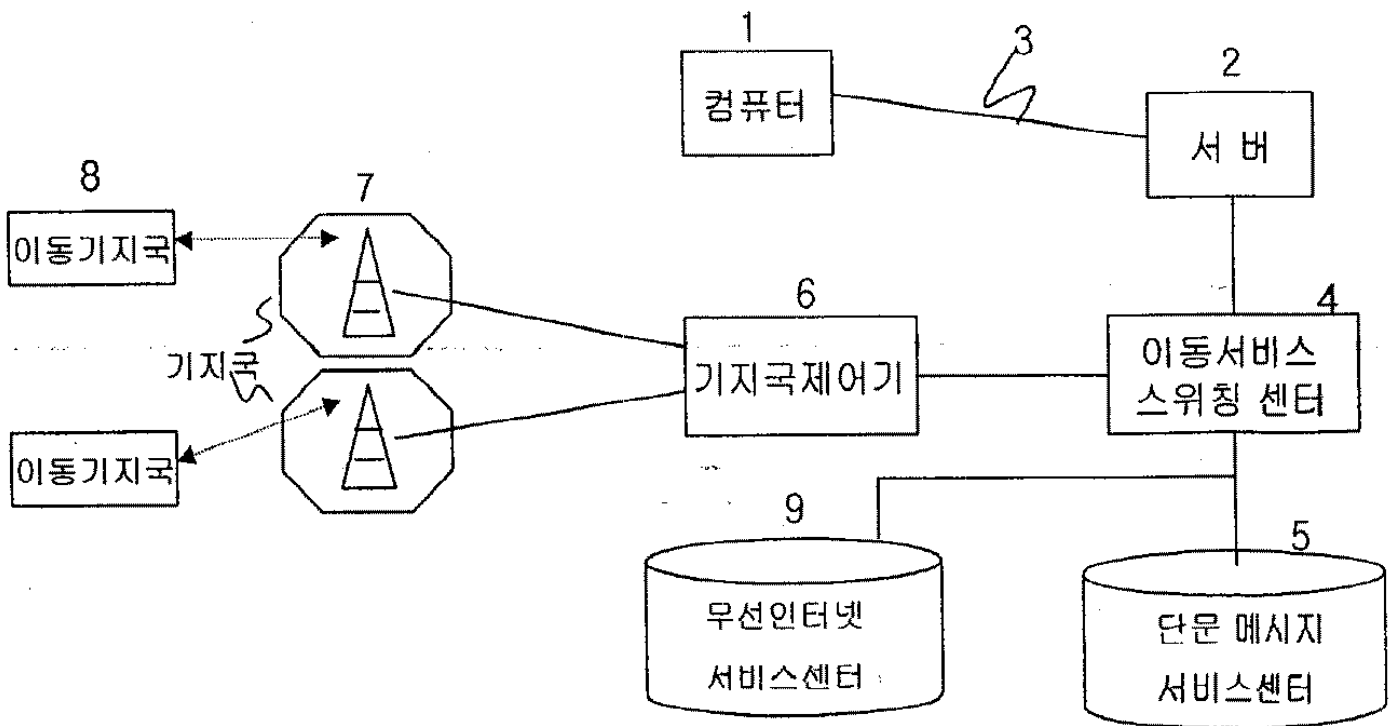 1
3
2
컴퓨터
서 버
8
7
이동기지국
6
4
기지국
기지국제어기
이동서비스
스위칭 센터
이동기지국
9
5
무선인터넷
서비스센터
단문 메시지
서비스센터